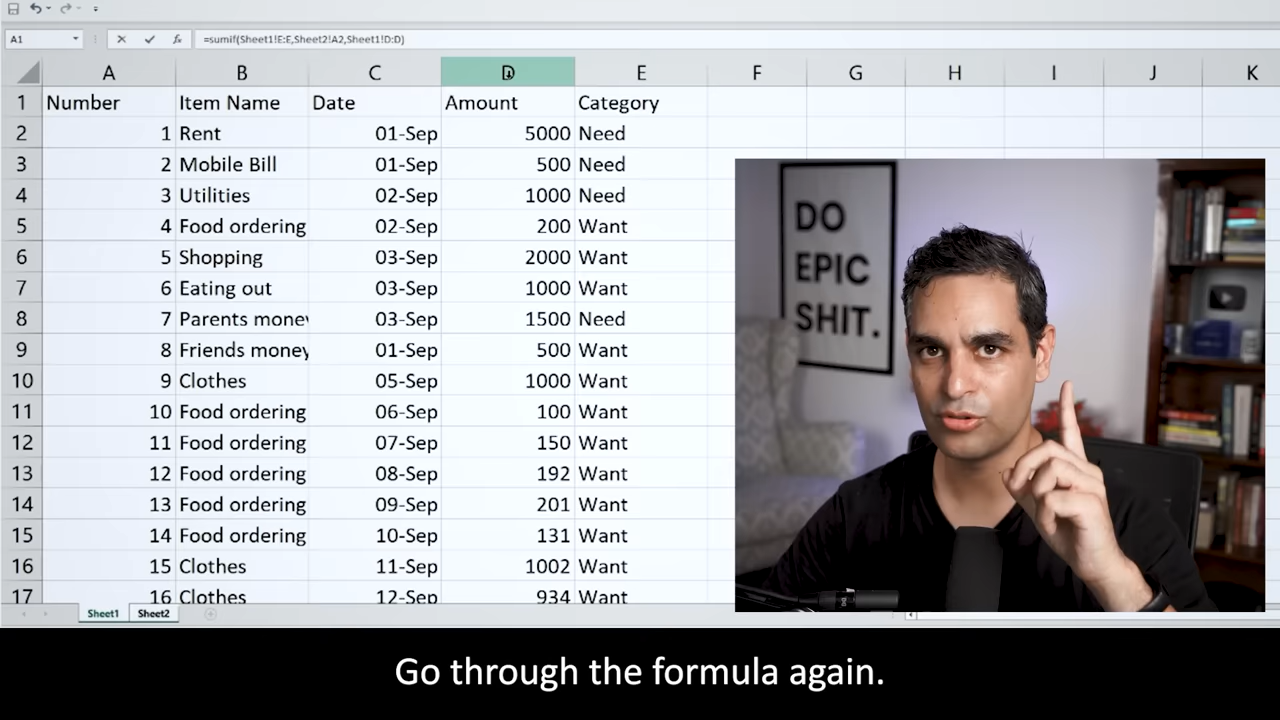 A1 =sumif(Sheet1!E:E,Sheet2!A2,Sheet1!D:D)
A B C D E F G H I J K
1 Number Item Name Date Amount Category
2 1 Rent 01-Sep 5000 Need
3 2 Mobile Bill 01-Sep 500 Need
4 3 Utilities 02-Sep 1000 Need
5 4 Food ordering 02-Sep 200 Want
6 5 Shopping 03-Sep 2000 Want
7 6 Eating out 03-Sep 1000 Want
8 7 Parents money 03-Sep 1500 Need
9 8 Friends money 01-Sep 500 Want
10 9 Clothes 05-Sep 1000 Want
11 10 Food ordering 06-Sep 100 Want
12 11 Food ordering 07-Sep 150 Want
13 12 Food ordering 08-Sep 192 Want
14 13 Food ordering 09-Sep 201 Want
15 14 Food ordering 10-Sep 131 Want
16 15 Clothes 11-Sep 1002 Want
17 16 Clothes 12-Sep 934 Want
Sheet1 Sheet2
DO
EPIC
SHIT.
Go through the formula again.